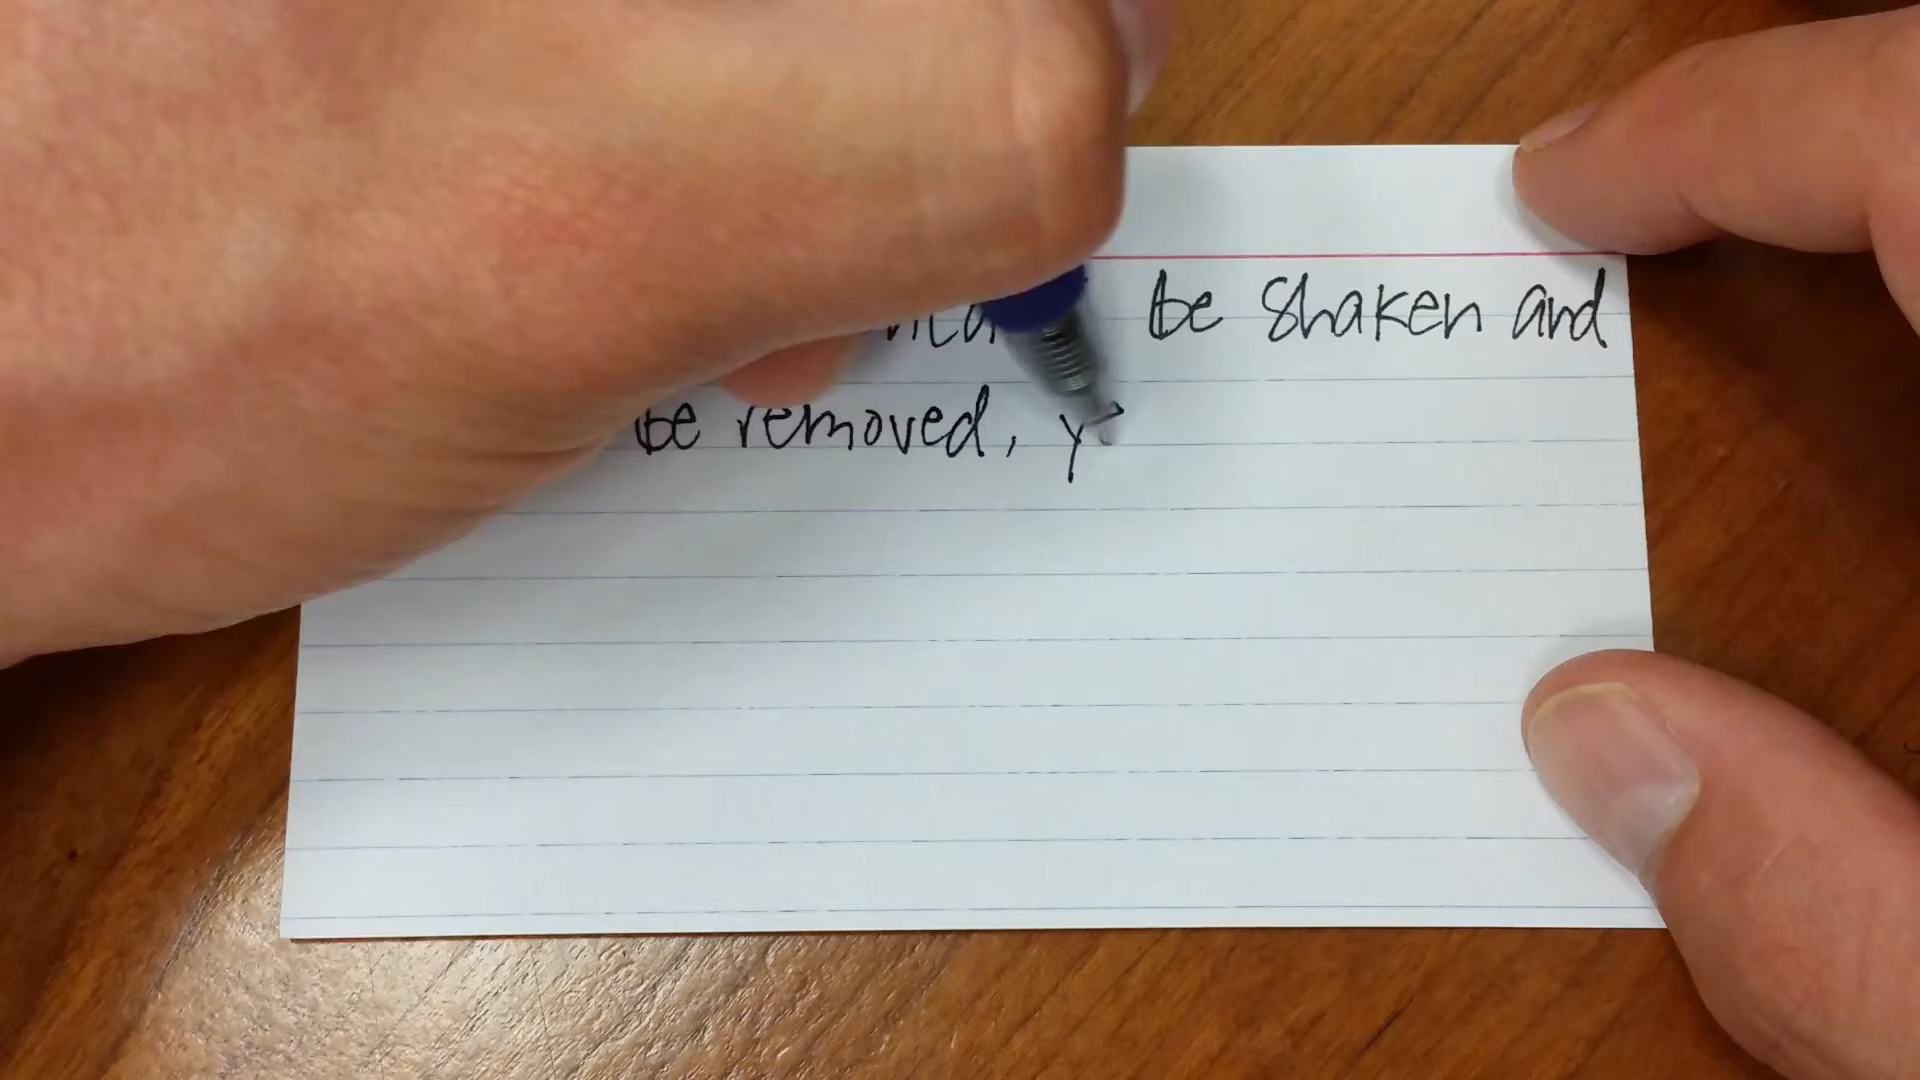 be shaken and
be removed, y